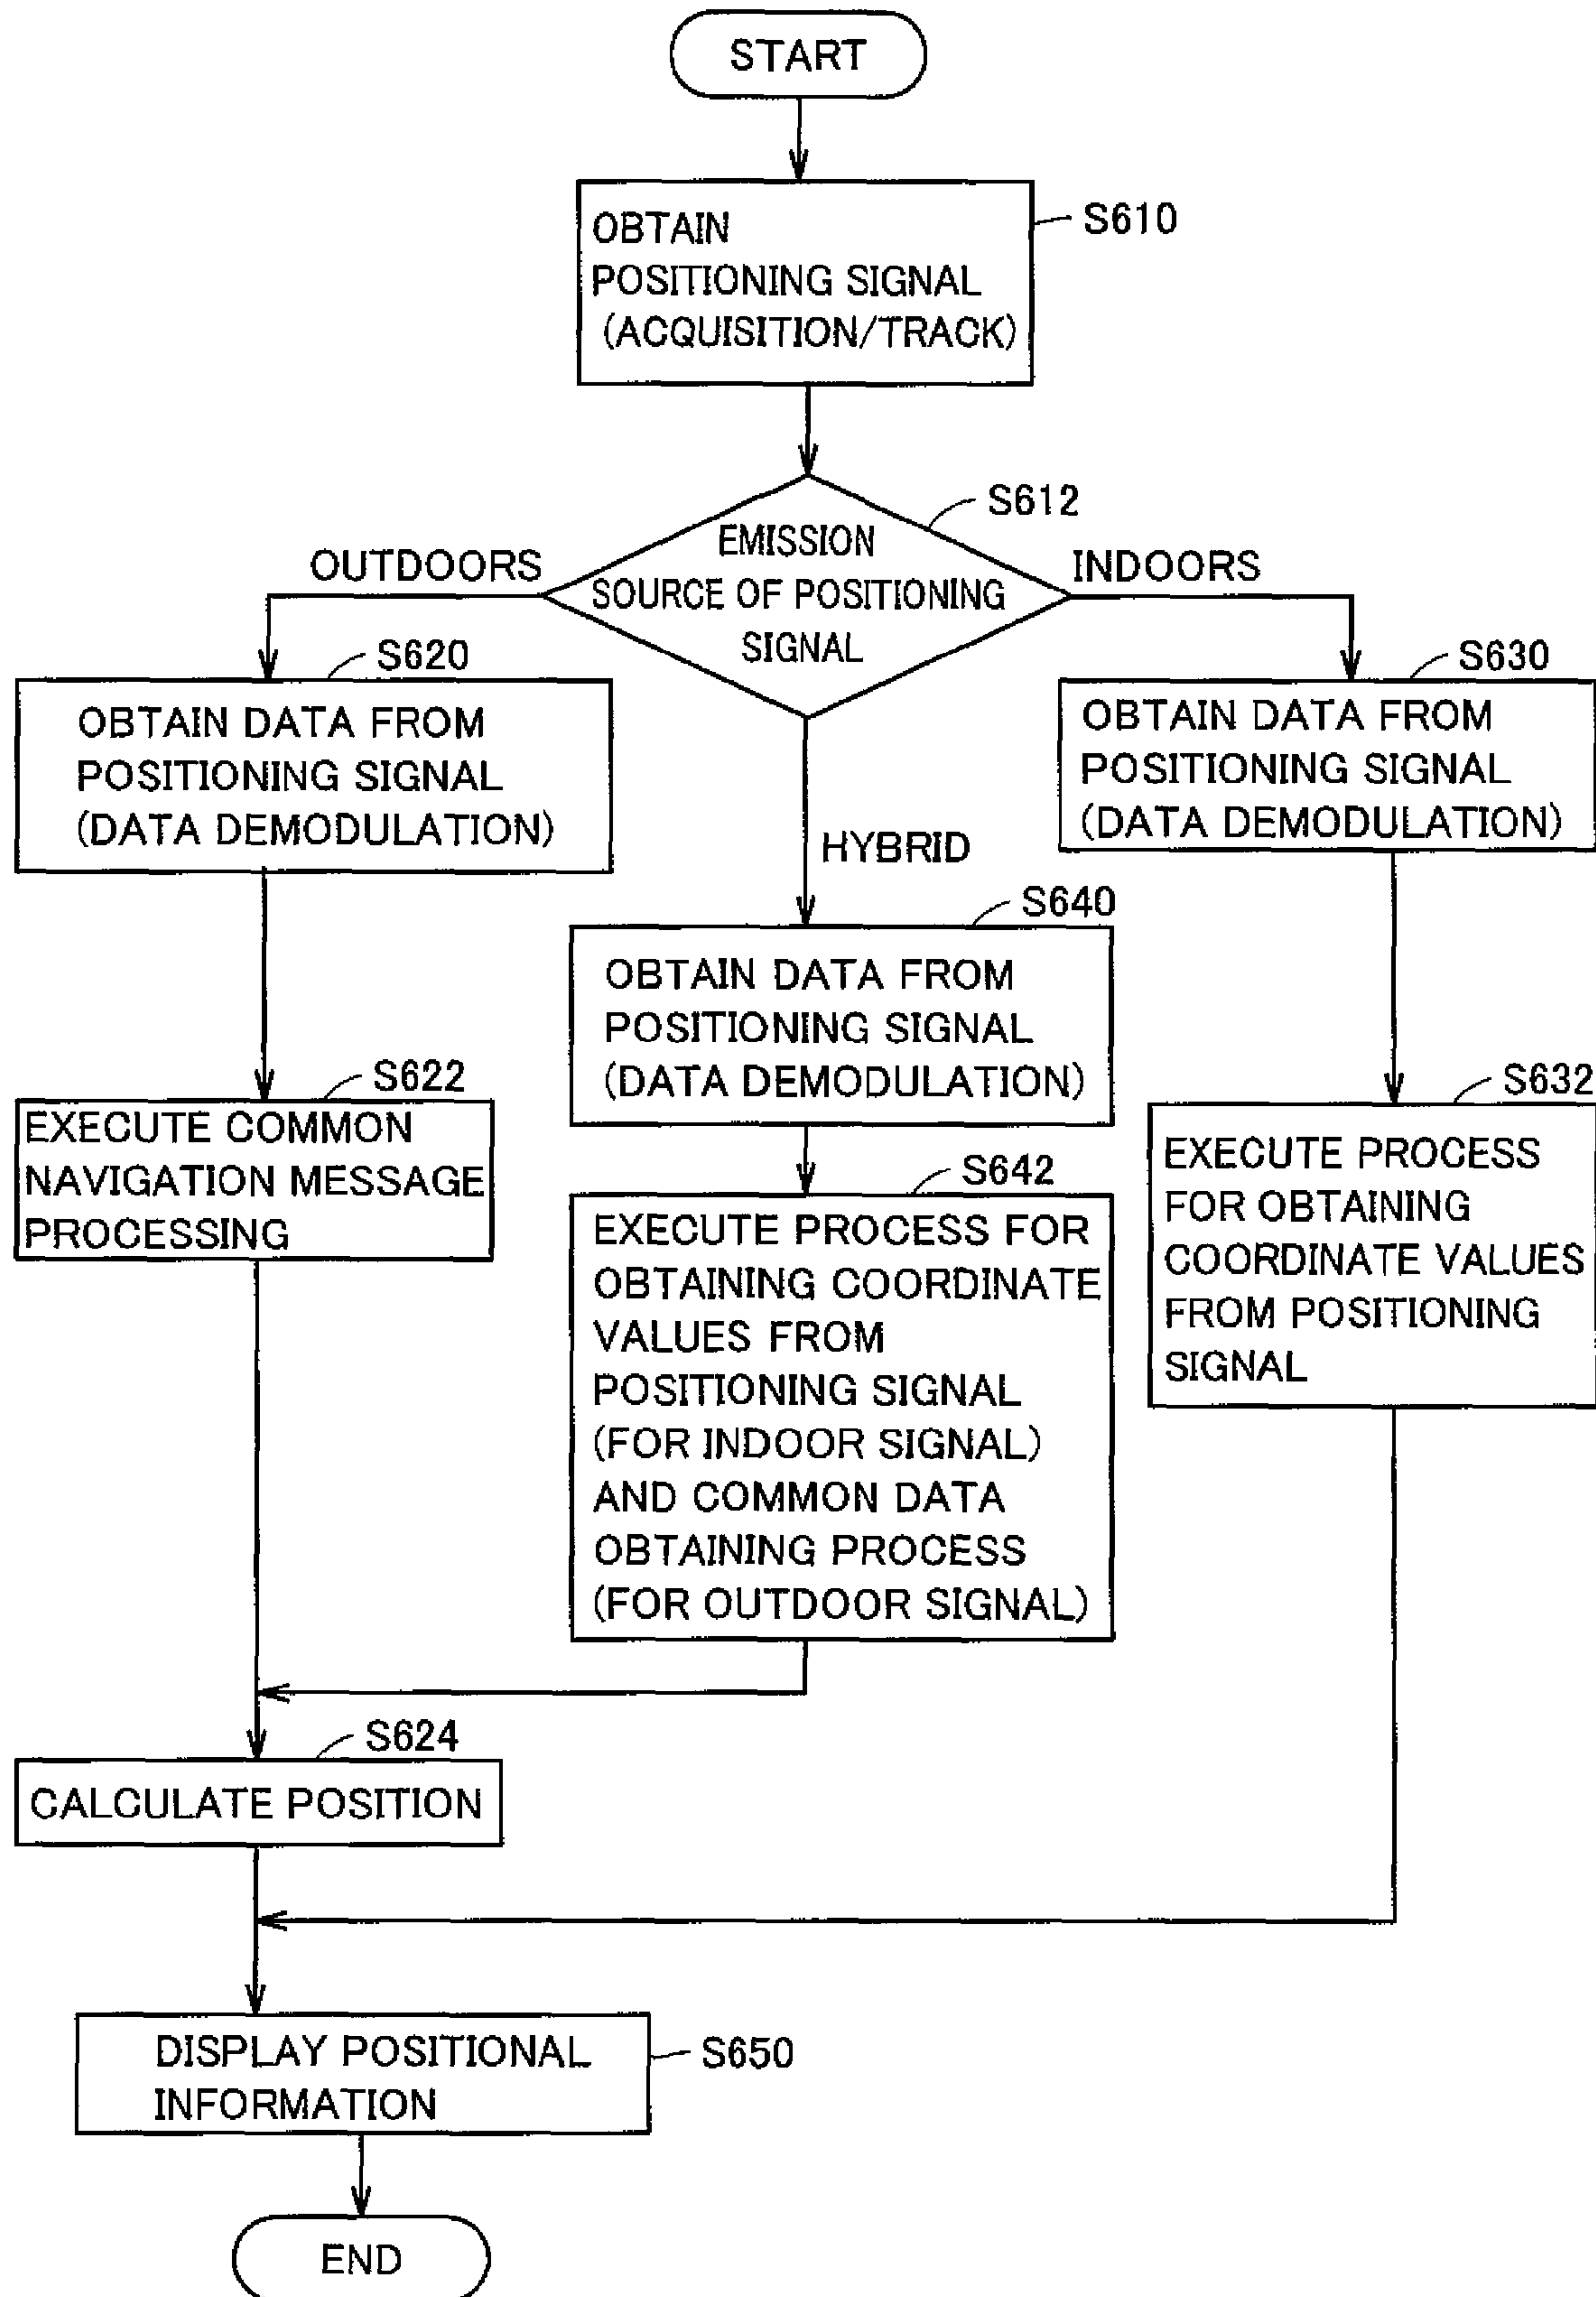 START
S610
OBTAIN
POSITIONING SIGNAL
(ACQUISITION/TRACK)
S612
EMISSION
SOURCE OF POSITIONING
SIGNAL
OUTDOORS
INDOORS
HYBRID
S620
OBTAIN DATA FROM
POSITIONING SIGNAL
(DATA DEMODULATION)
S630
OBTAIN DATA FROM
POSITIONING SIGNAL
(DATA DEMODULATION)
S640
OBTAIN DATA FROM
POSITIONING SIGNAL
(DATA DEMODULATION)
S622
EXECUTE COMMON
NAVIGATION MESSAGE
PROCESSING
S642
EXECUTE PROCESS FOR
OBTAINING COORDINATE
VALUES FROM
POSITIONING SIGNAL
(FOR INDOOR SIGNAL)
AND COMMON DATA
OBTAINING PROCESS
(FOR OUTDOOR SIGNAL)
S632
EXECUTE PROCESS
FOR OBTAINING
COORDINATE VALUES
FROM POSITIONING
SIGNAL
S624
CALCULATE POSITION
S650
DISPLAY POSITIONAL
INFORMATION
END